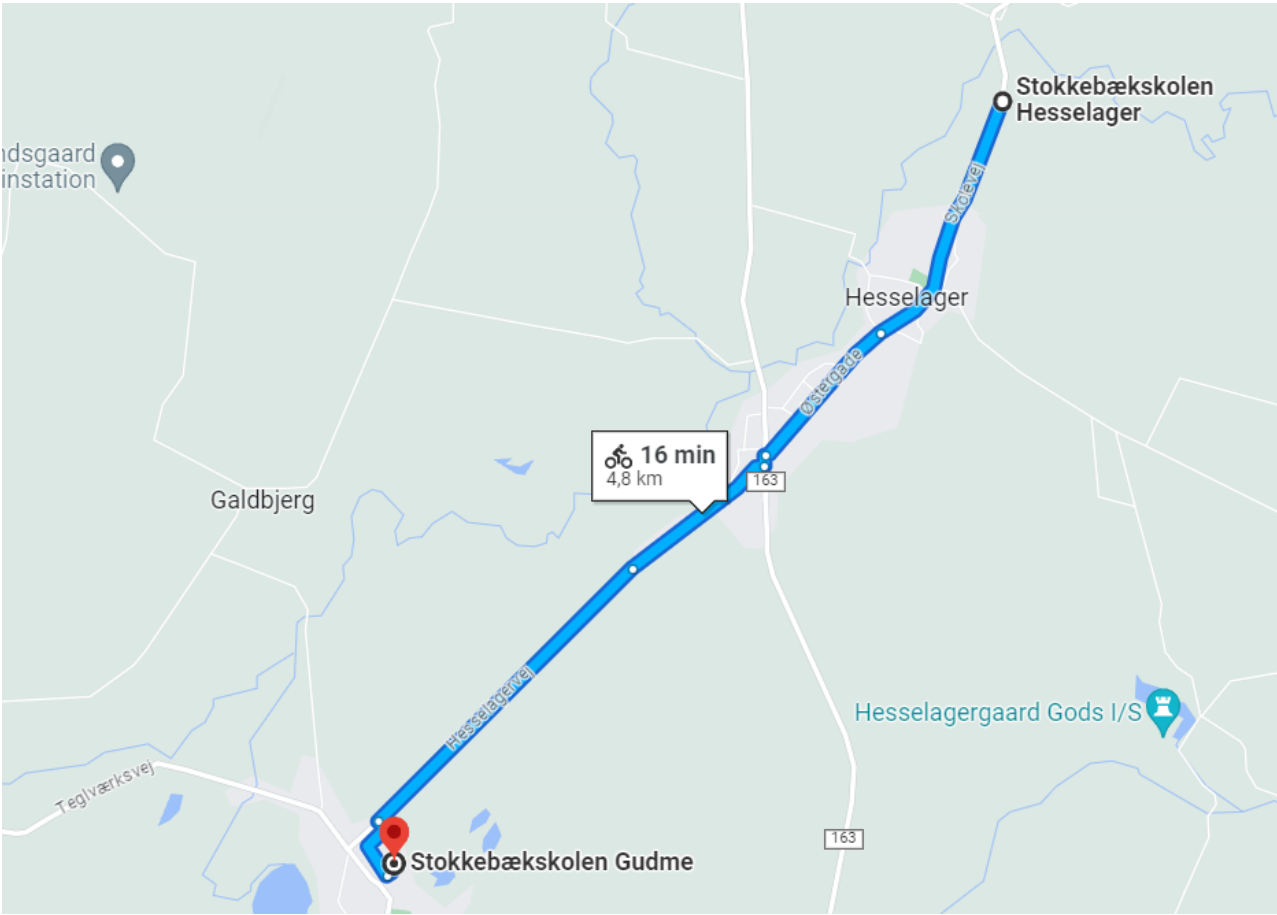 Stokkebækskolen
Hesselager
ndsgaard
instation
Skolevej
Hesselager
Østergade
16 min
4,8 km
163
Galdbjerg
Hesselagervej
Hesselagergaard Gods I/S
Teglværksvej
163
Stokkebækskolen Gudme